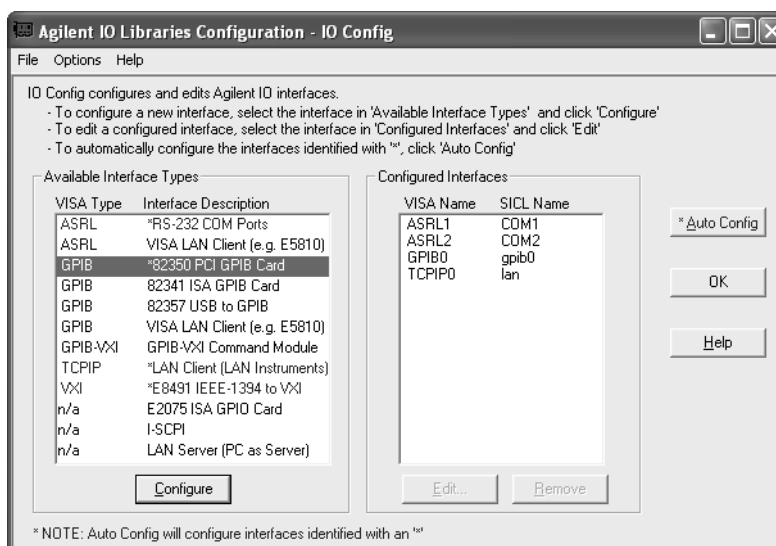 Agilent IO Libraries Configuration - IO Config
File Options Help
IO Config configures and edits Agilent IO interfaces.
- To configure a new interface, select the interface in 'Available Interface Types' and click 'Configure'
- To edit a configured interface, select the interface in 'Configured Interfaces' and click 'Edit'
- To automatically configure the interfaces identified with '*', click 'Auto Config'
Available Interface Types
VISA Type Interface Description
ASRL *RS-232 COM Ports
ASRL VISA LAN Client (e.g. E5810)
GPIB *82350 PCI GPIB Card
GPIB 82341 ISA GPIB Card
GPIB 82357 USB to GPIB
GPIB VISA LAN Client (e.g. E5810)
GPIB-VXI GPIB-VXI Command Module
TCPIP *LAN Client (LAN Instruments)
VXI *E8491 IEEE-1394 to VXI
n/a E2075 ISA GPIO Card
n/a I-SCPI
n/a LAN Server (PC as Server)
Configure
Configured Interfaces
VISA Name SICL Name
ASRL1 COM1
ASRL2 COM2
GPIB0 gpib0
TCPIP0 lan
Edit... Remove
* Auto Config
OK
Help
* NOTE: Auto Config will configure interfaces identified with an '*'